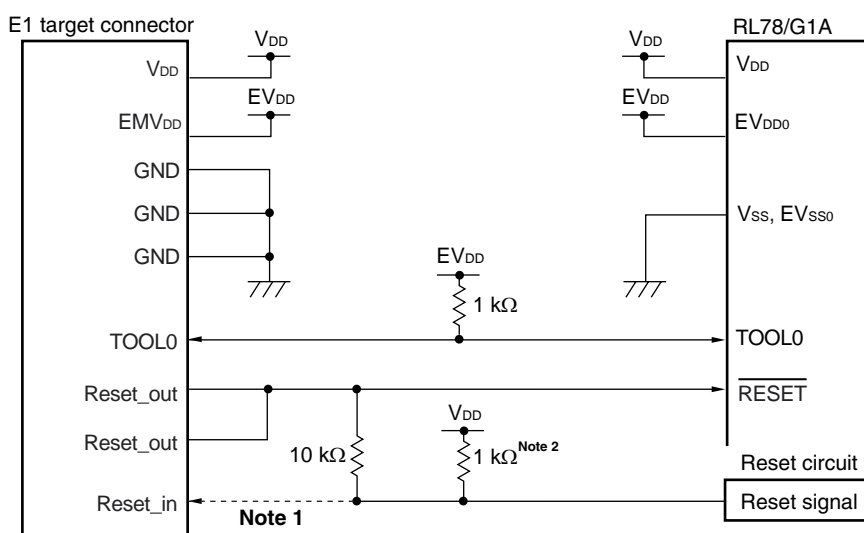 E1 target connector
RL78/G1A
VDD
VDD
VDD
VDD
EVDD
EVDD
EMVDD
EVDD0
GND
GND
VSS, EVSS0
GND
EVDD
1 kΩ
TOOL0
TOOL0
Reset_out
RESET
VDD
Reset_out
10 kΩ
1 kΩ Note 2
Reset circuit
Reset_in
Note 1
Reset signal